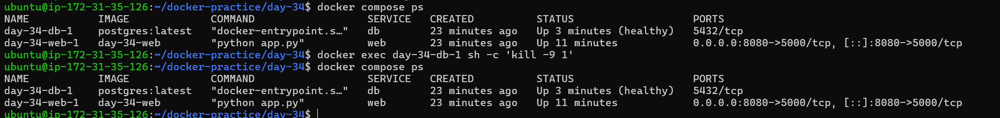 ubuntu@ip-172-31-35-126:~/docker-practice/day-34$ docker compose ps
NAME IMAGE COMMAND SERVICE CREATED STATUS PORTS
day-34-db-1 postgres:latest "docker-entrypoint.s…" db 23 minutes ago Up 3 minutes (healthy) 5432/tcp
day-34-web-1 day-34-web "python app.py" web 23 minutes ago Up 11 minutes 0.0.0.0:8080->5000/tcp, [::]:8080->5000/tcp
ubuntu@ip-172-31-35-126:~/docker-practice/day-34$ docker exec day-34-db-1 sh -c 'kill -9 1'
ubuntu@ip-172-31-35-126:~/docker-practice/day-34$ docker compose ps
NAME IMAGE COMMAND SERVICE CREATED STATUS PORTS
day-34-db-1 postgres:latest "docker-entrypoint.s…" db 23 minutes ago Up 3 minutes (healthy) 5432/tcp
day-34-web-1 day-34-web "python app.py" web 23 minutes ago Up 11 minutes 0.0.0.0:8080->5000/tcp, [::]:8080->5000/tcp
ubuntu@ip-172-31-35-126:~/docker-practice/day-34$